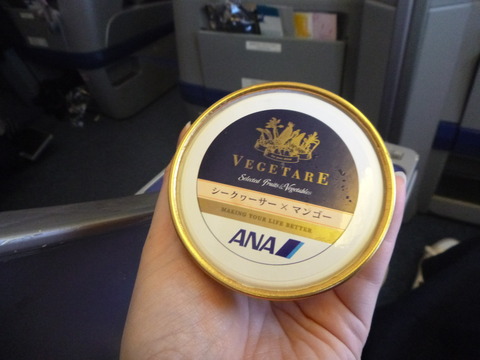 VEGETARE
Selected Fruits & Vegetables
シークヮーサー × マンゴー
MAKING YOUR LIFE BETTER
ANA